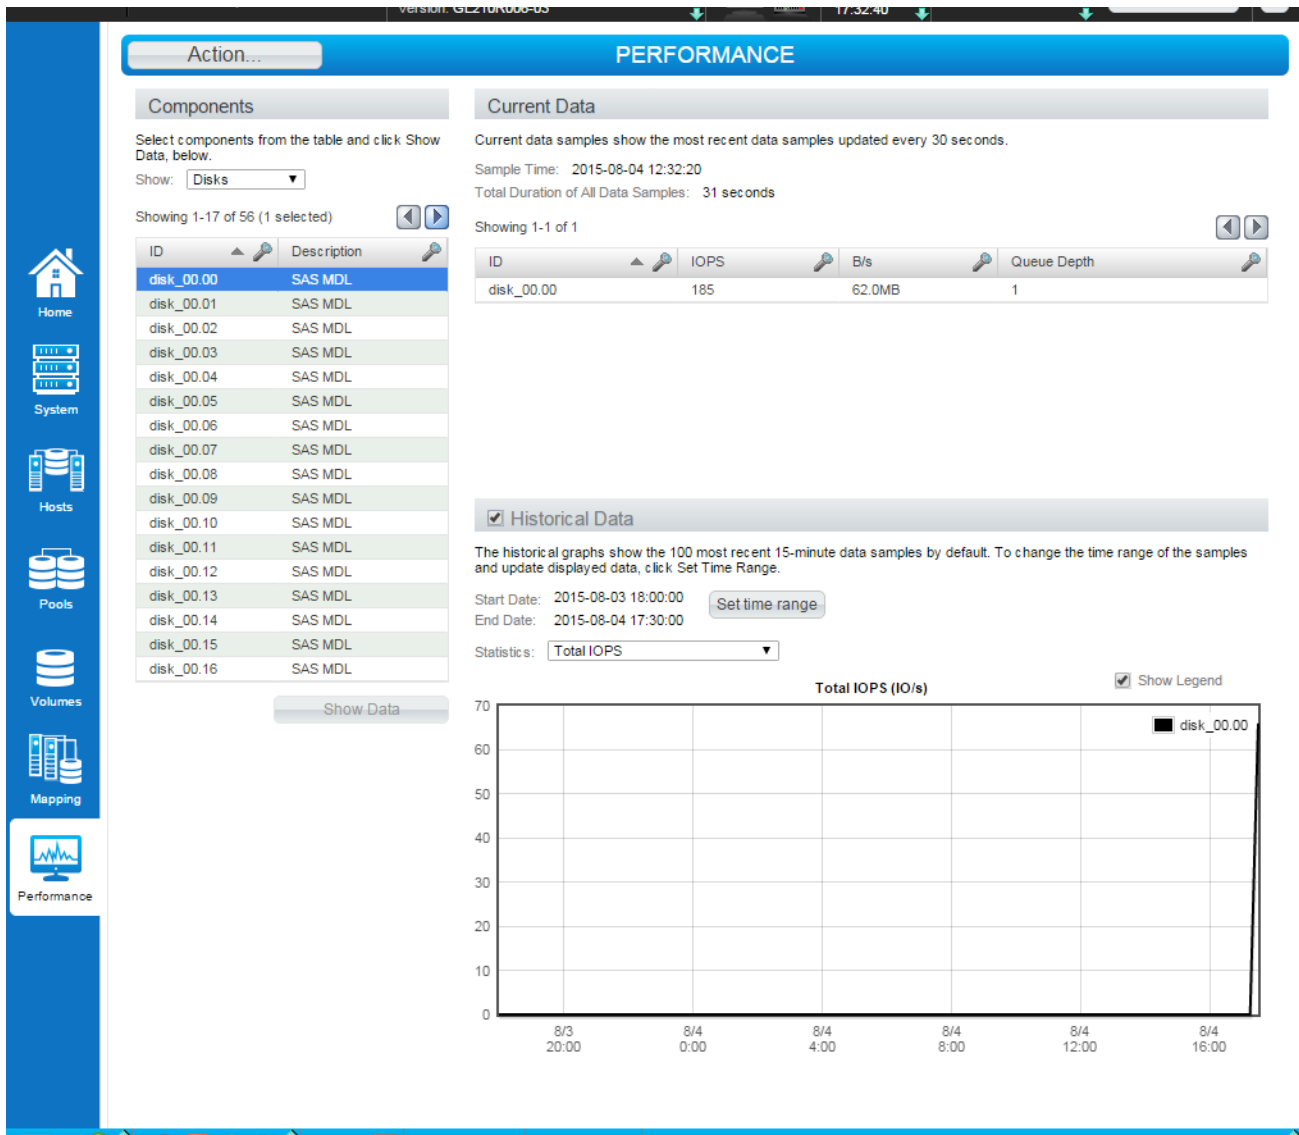 Version: GL210R006-03
17:32:40
Action...
PERFORMANCE
Components
Select components from the table and click Show
Data, below.
Show: Disks
Showing 1-17 of 56 (1 selected)
ID Description
disk_00.00 SAS MDL
disk_00.01 SAS MDL
disk_00.02 SAS MDL
disk_00.03 SAS MDL
disk_00.04 SAS MDL
disk_00.05 SAS MDL
disk_00.06 SAS MDL
disk_00.07 SAS MDL
disk_00.08 SAS MDL
disk_00.09 SAS MDL
disk_00.10 SAS MDL
disk_00.11 SAS MDL
disk_00.12 SAS MDL
disk_00.13 SAS MDL
disk_00.14 SAS MDL
disk_00.15 SAS MDL
disk_00.16 SAS MDL
Show Data
Current Data
Current data samples show the most recent data samples updated every 30 seconds.
Sample Time: 2015-08-04 12:32:20
Total Duration of All Data Samples: 31 seconds
Showing 1-1 of 1
ID IOPS B/s Queue Depth
disk_00.00 185 62.0MB 1
Historical Data
The historical graphs show the 100 most recent 15-minute data samples by default. To change the time range of the samples
and update displayed data, click Set Time Range.
Start Date: 2015-08-03 18:00:00
End Date: 2015-08-04 17:30:00
Set time range
Statistics: Total IOPS
Total IOPS (IO/s)
Show Legend
disk_00.00
70
60
50
40
30
20
10
0
8/3 8/4 8/4 8/4 8/4 8/4
20:00 0:00 4:00 8:00 12:00 16:00
Home
System
Hosts
Pools
Volumes
Mapping
Performance